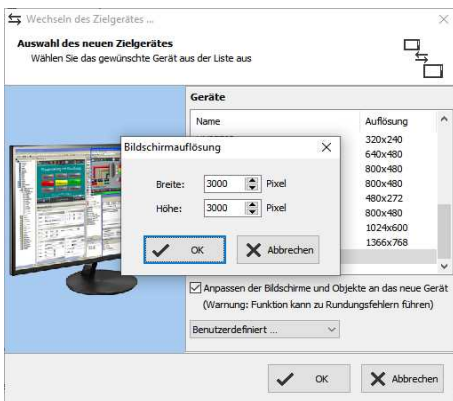 Wechseln des Zielgerätes ...
Auswahl des neuen Zielgerätes
Wählen Sie das gewünschte Gerät aus der Liste aus
Geräte
Name Auflösung
320x240
640x480
800x480
800x480
480x272
800x480
1024x600
1366x768
Bildschirmauflösung
Breite: 3000 Pixel
Höhe: 3000 Pixel
OK Abbrechen
Anpassen der Bildschirme und Objekte an das neue Gerät
(Warnung: Funktion kann zu Rundungsfehlern führen)
Benutzerdefiniert ...
OK Abbrechen